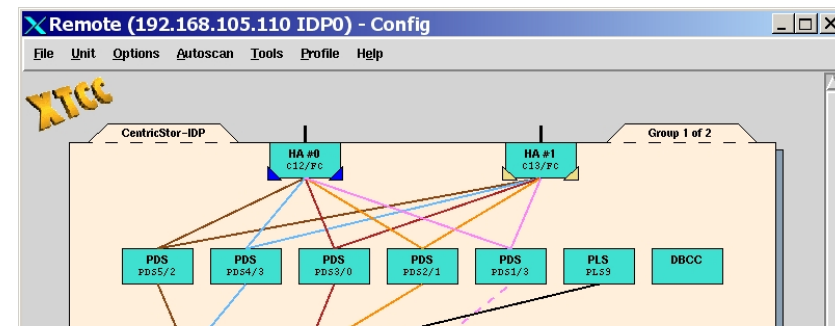 Remote (192.168.105.110 IDP0) - Config
File Unit Options Autoscan Tools Profile Help
XTCC
CentricStor-IDP Group 1 of 2
HA #0 HA #1
C12/FC C13/FC
PDS PDS PDS PDS PDS PLS DBCC
PDS5/2 PDS4/3 PDS3/0 PDS2/1 PDS1/3 PLS9